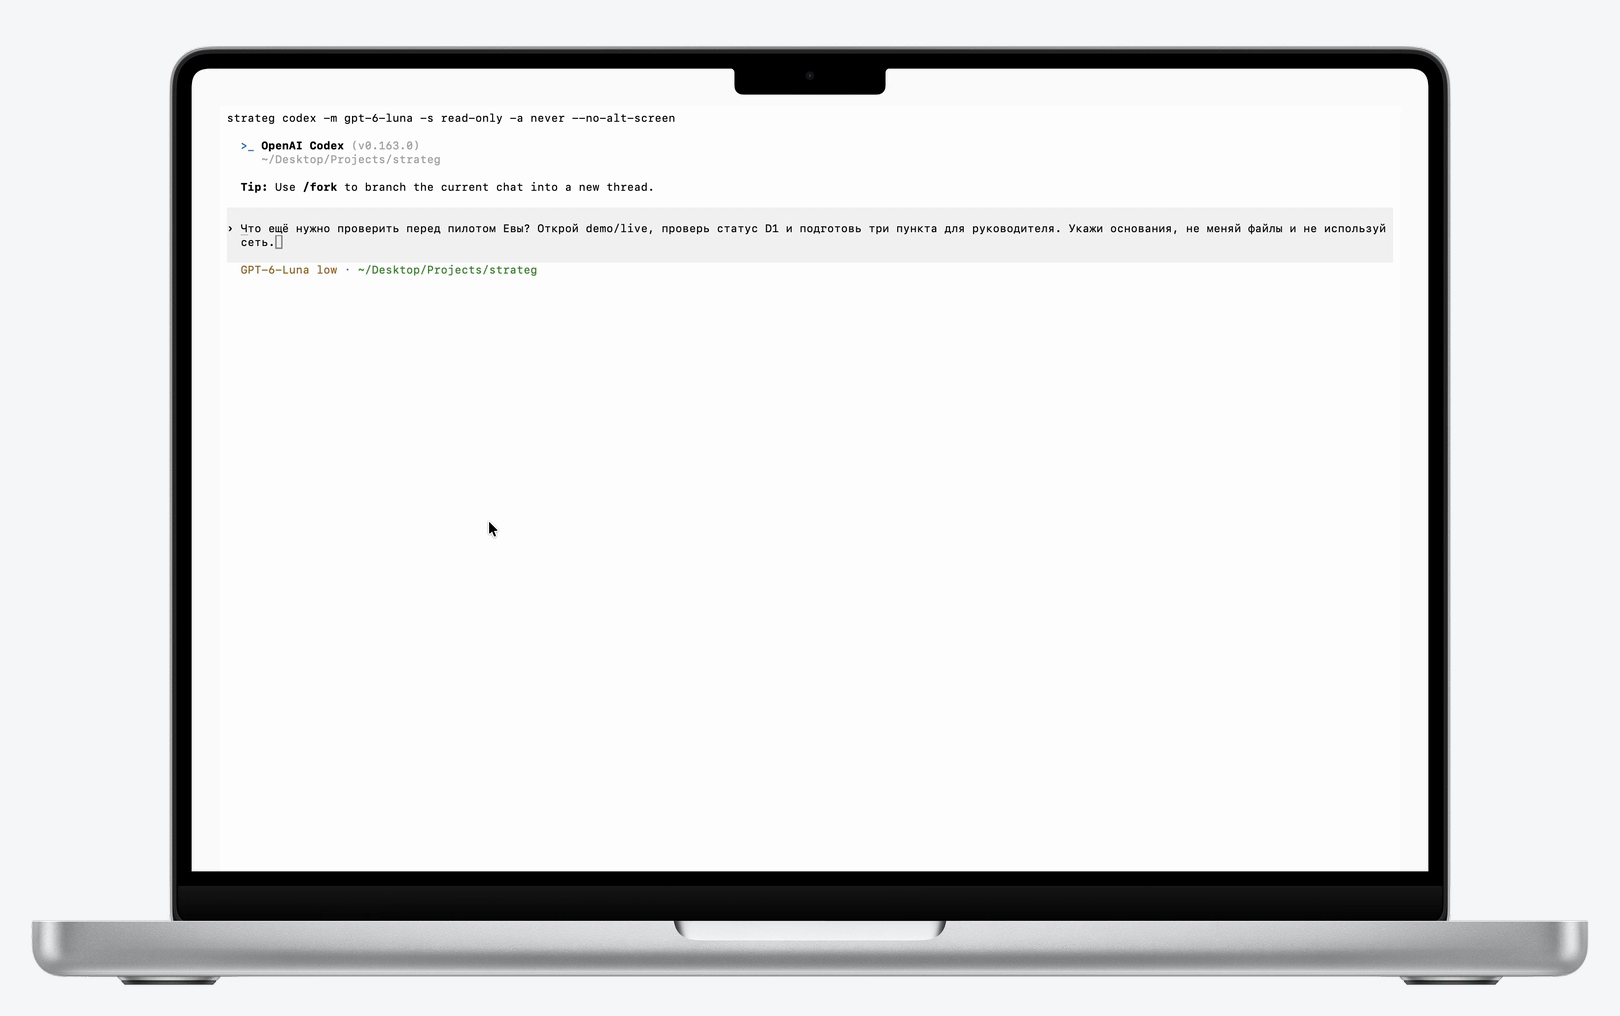 strateg codex -m gpt-6-luna -s read-only -a never --no-alt-screen
>_ OpenAI Codex (v0.163.0)
~/Desktop/Projects/strateg
Tip: Use /fork to branch the current chat into a new thread.
› Что ещё нужно проверить перед пилотом Евы? Открой demo/live, проверь статус D1 и подготовь три пункта для руководителя. Укажи основания, не меняй файлы и не используй
сеть.
GPT-6-Luna low · ~/Desktop/Projects/strateg